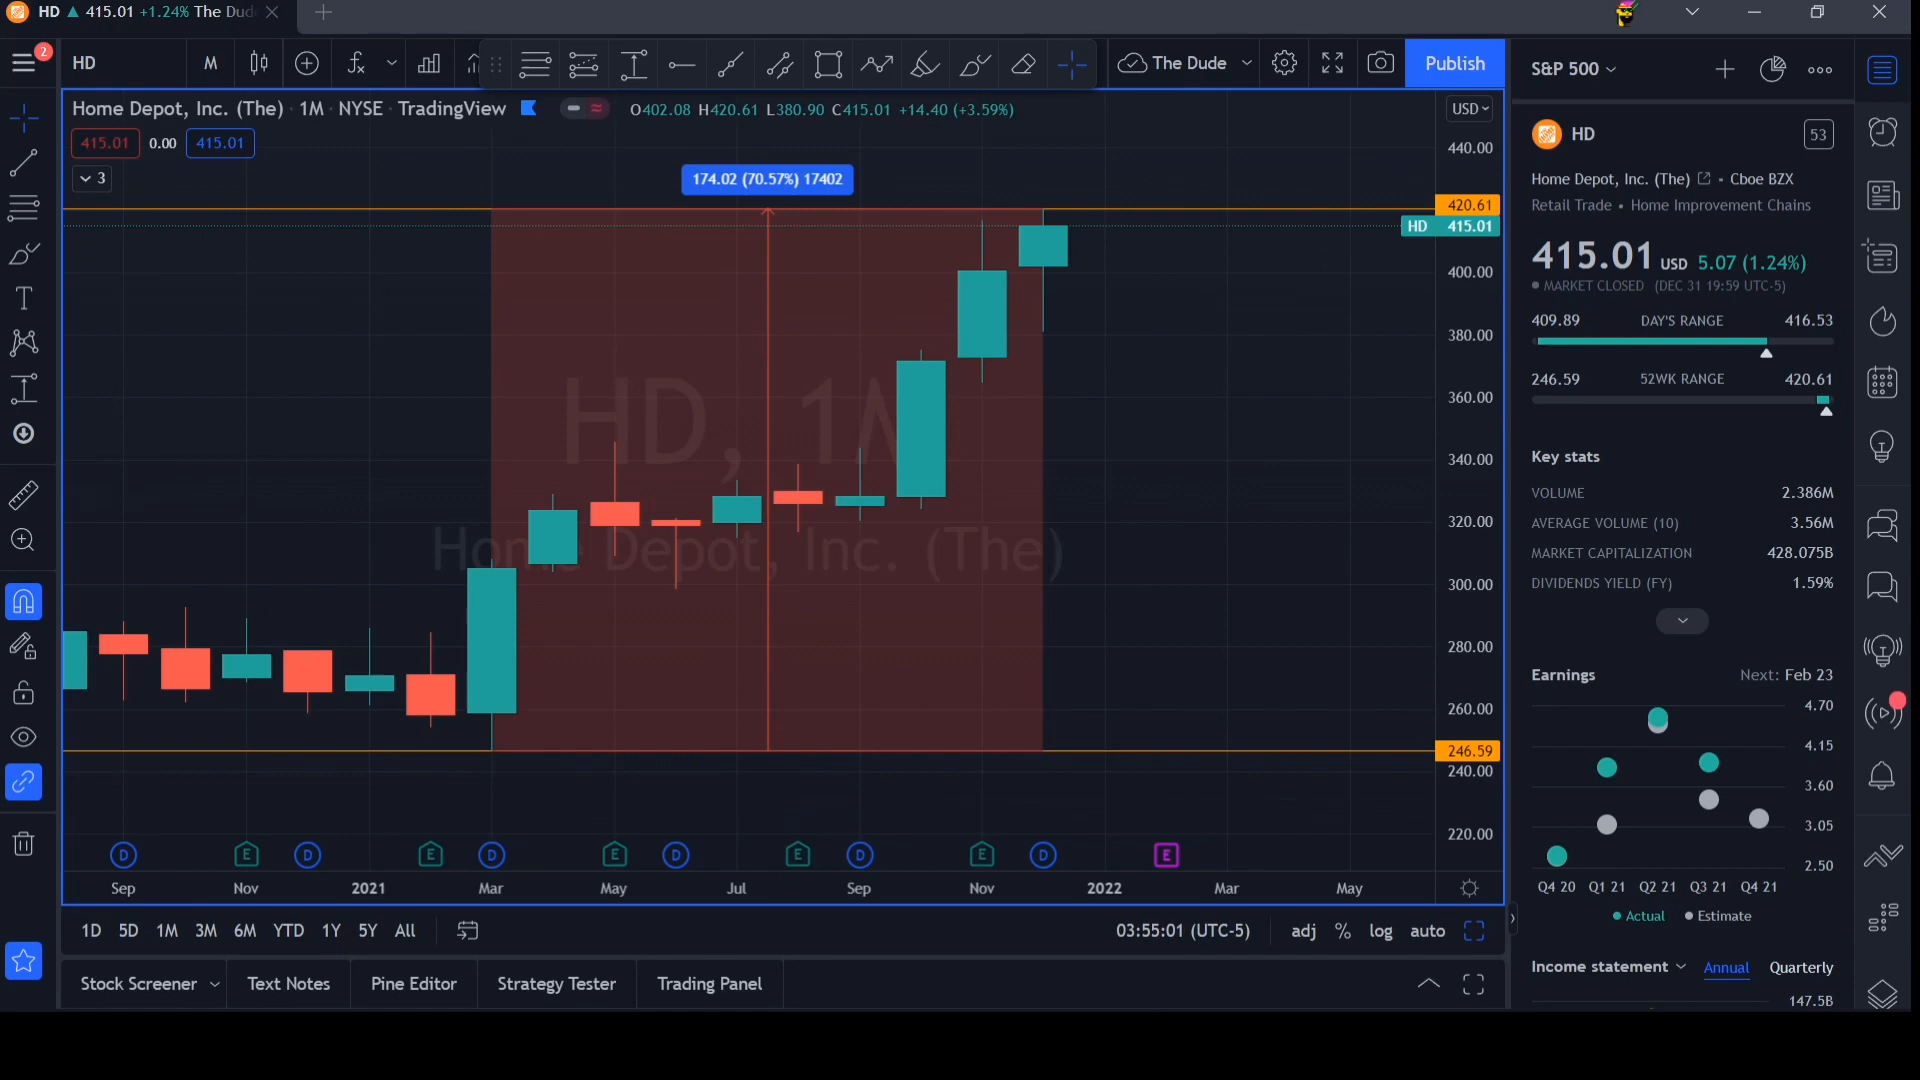 HD ▲ 415.01 +1.24% The Dud
2
HD M The Dude Publish
Home Depot, Inc. (The) · 1M · NYSE · TradingView O402.08 H420.61 L380.90 C415.01 +14.40 (+3.59%)
415.01 0.00 415.01
3
174.02 (70.57%) 17402
HD, 1M
Home Depot, Inc. (The)
USD
440.00
420.61
HD 415.01
400.00
380.00
360.00
340.00
320.00
300.00
280.00
260.00
246.59
240.00
220.00
D E D E D E D E D E D E
Sep Nov 2021 Mar May Jul Sep Nov 2022 Mar May
1D 5D 1M 3M 6M YTD 1Y 5Y All 03:55:01 (UTC-5) adj % log auto
Stock Screener Text Notes Pine Editor Strategy Tester Trading Panel
S&P 500
HD 53
Home Depot, Inc. (The) • Cboe BZX
Retail Trade • Home Improvement Chains
415.01 USD 5.07 (1.24%)
MARKET CLOSED (DEC 31 19:59 UTC-5)
409.89 DAY'S RANGE 416.53
246.59 52WK RANGE 420.61
Key stats
VOLUME 2.386M
AVERAGE VOLUME (10) 3.56M
MARKET CAPITALIZATION 428.075B
DIVIDENDS YIELD (FY) 1.59%
Earnings Next: Feb 23
4.70
4.15
3.60
3.05
2.50
Q4 20 Q1 21 Q2 21 Q3 21 Q4 21
Actual Estimate
Income statement Annual Quarterly
147.5B